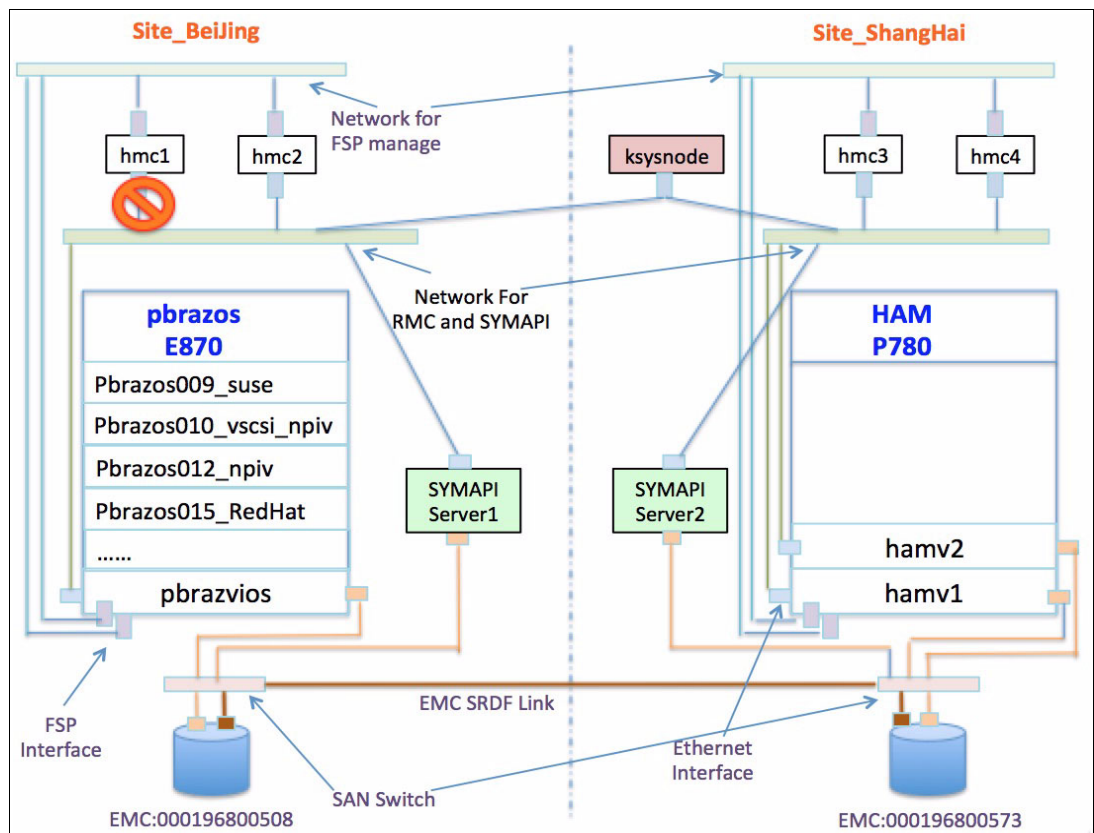 Site_BeiJing
Site_ShangHai
Network for
FSP manage
hmc1
hmc2
ksysnode
hmc3
hmc4
Network For
RMC and SYMAPI
pbrazos
E870
Pbrazos009_suse
Pbrazos010_vscsi_npiv
Pbrazos012_npiv
Pbrazos015_RedHat
......
pbrazvios
SYMAPI
Server1
SYMAPI
Server2
HAM
P780
hamv2
hamv1
FSP
Interface
EMC SRDF Link
Ethernet
Interface
SAN Switch
EMC:000196800508
EMC:000196800573